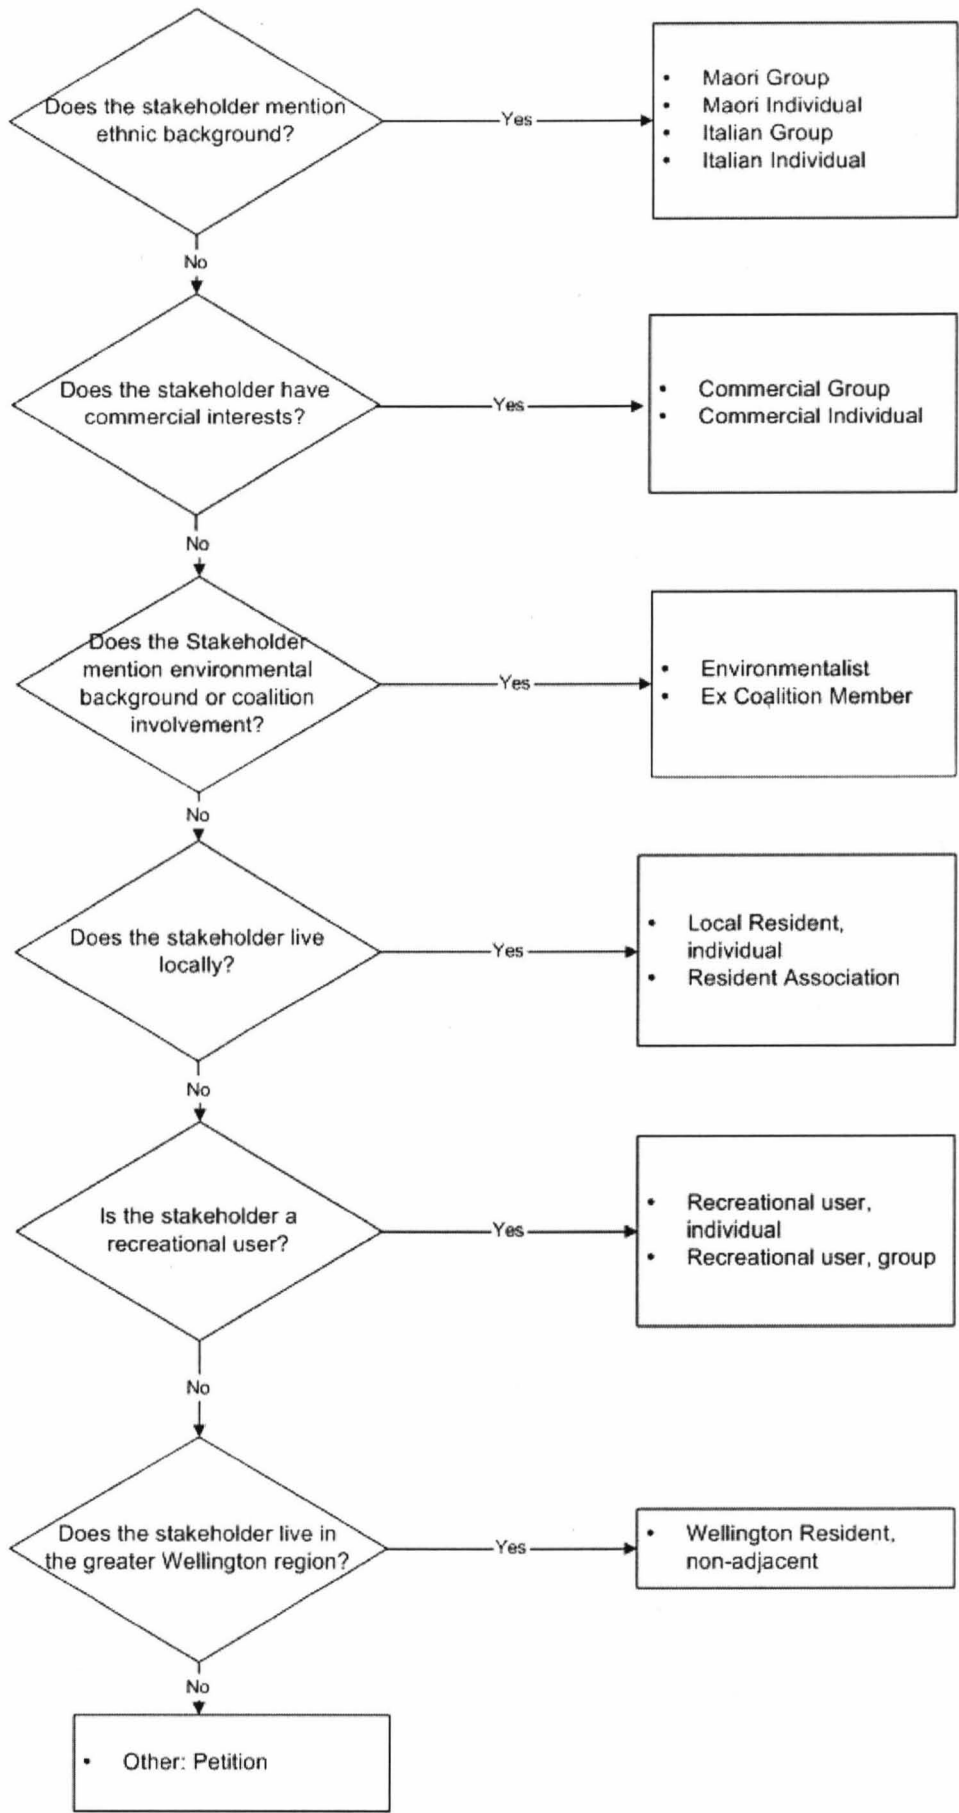 Does the stakeholder mention
ethnic background?
Yes
• Maori Group
• Maori Individual
• Italian Group
• Italian Individual
No
Does the stakeholder have
commercial interests?
Yes
• Commercial Group
• Commercial Individual
No
Does the Stakeholder
mention environmental
background or coalition
involvement?
Yes
• Environmentalist
• Ex Coalition Member
No
Does the stakeholder live
locally?
Yes
• Local Resident,
individual
• Resident Association
No
Is the stakeholder a
recreational user?
Yes
• Recreational user,
individual
• Recreational user, group
No
Does the stakeholder live in
the greater Wellington region?
Yes
• Wellington Resident,
non-adjacent
No
• Other: Petition